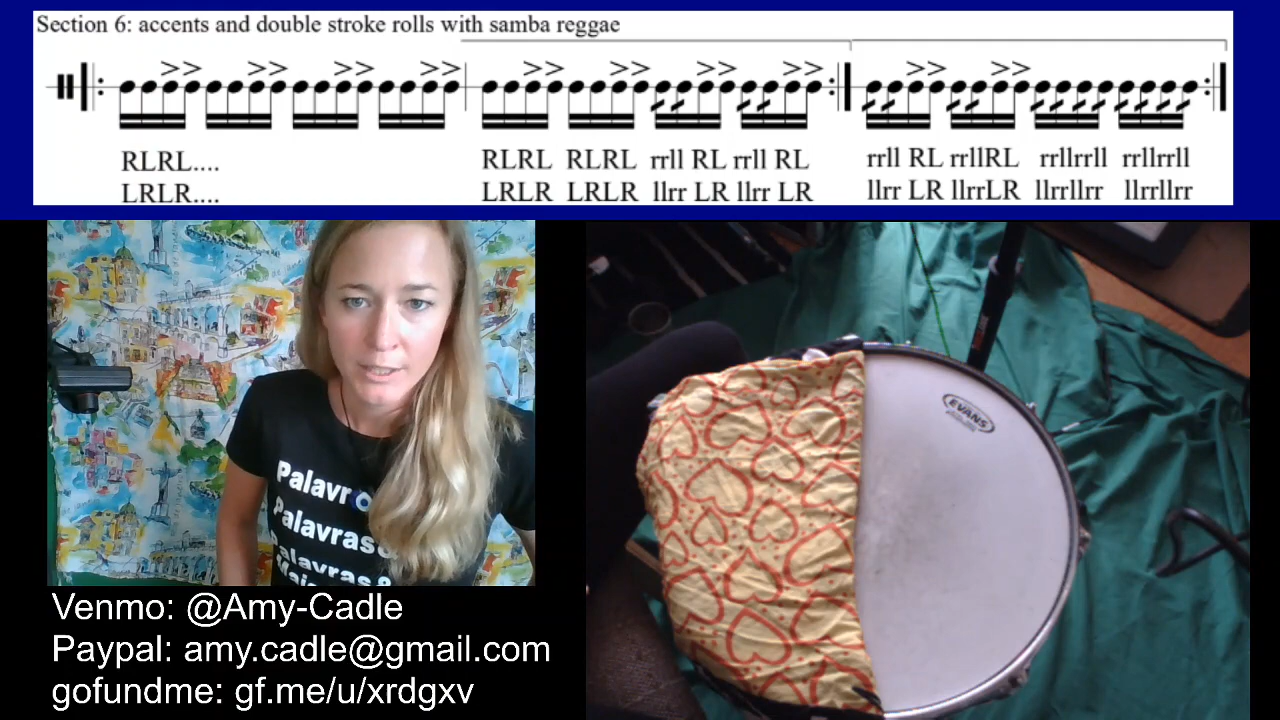 Section 6: accents and double stroke rolls with samba reggae
RLRL.... RLRL RLRL rrll RL rrll RL rrll RL rrllRL rrllrrll rrllrrll
LRLR.... LRLR LRLR llrr LR llrr LR llrr LR llrrLR llrrllrr llrrllrr
Palavr
Palavras&
Palavras&
EVANS
Venmo: @Amy-Cadle
Paypal: amy.cadle@gmail.com
gofundme: gf.me/u/xrdgxv